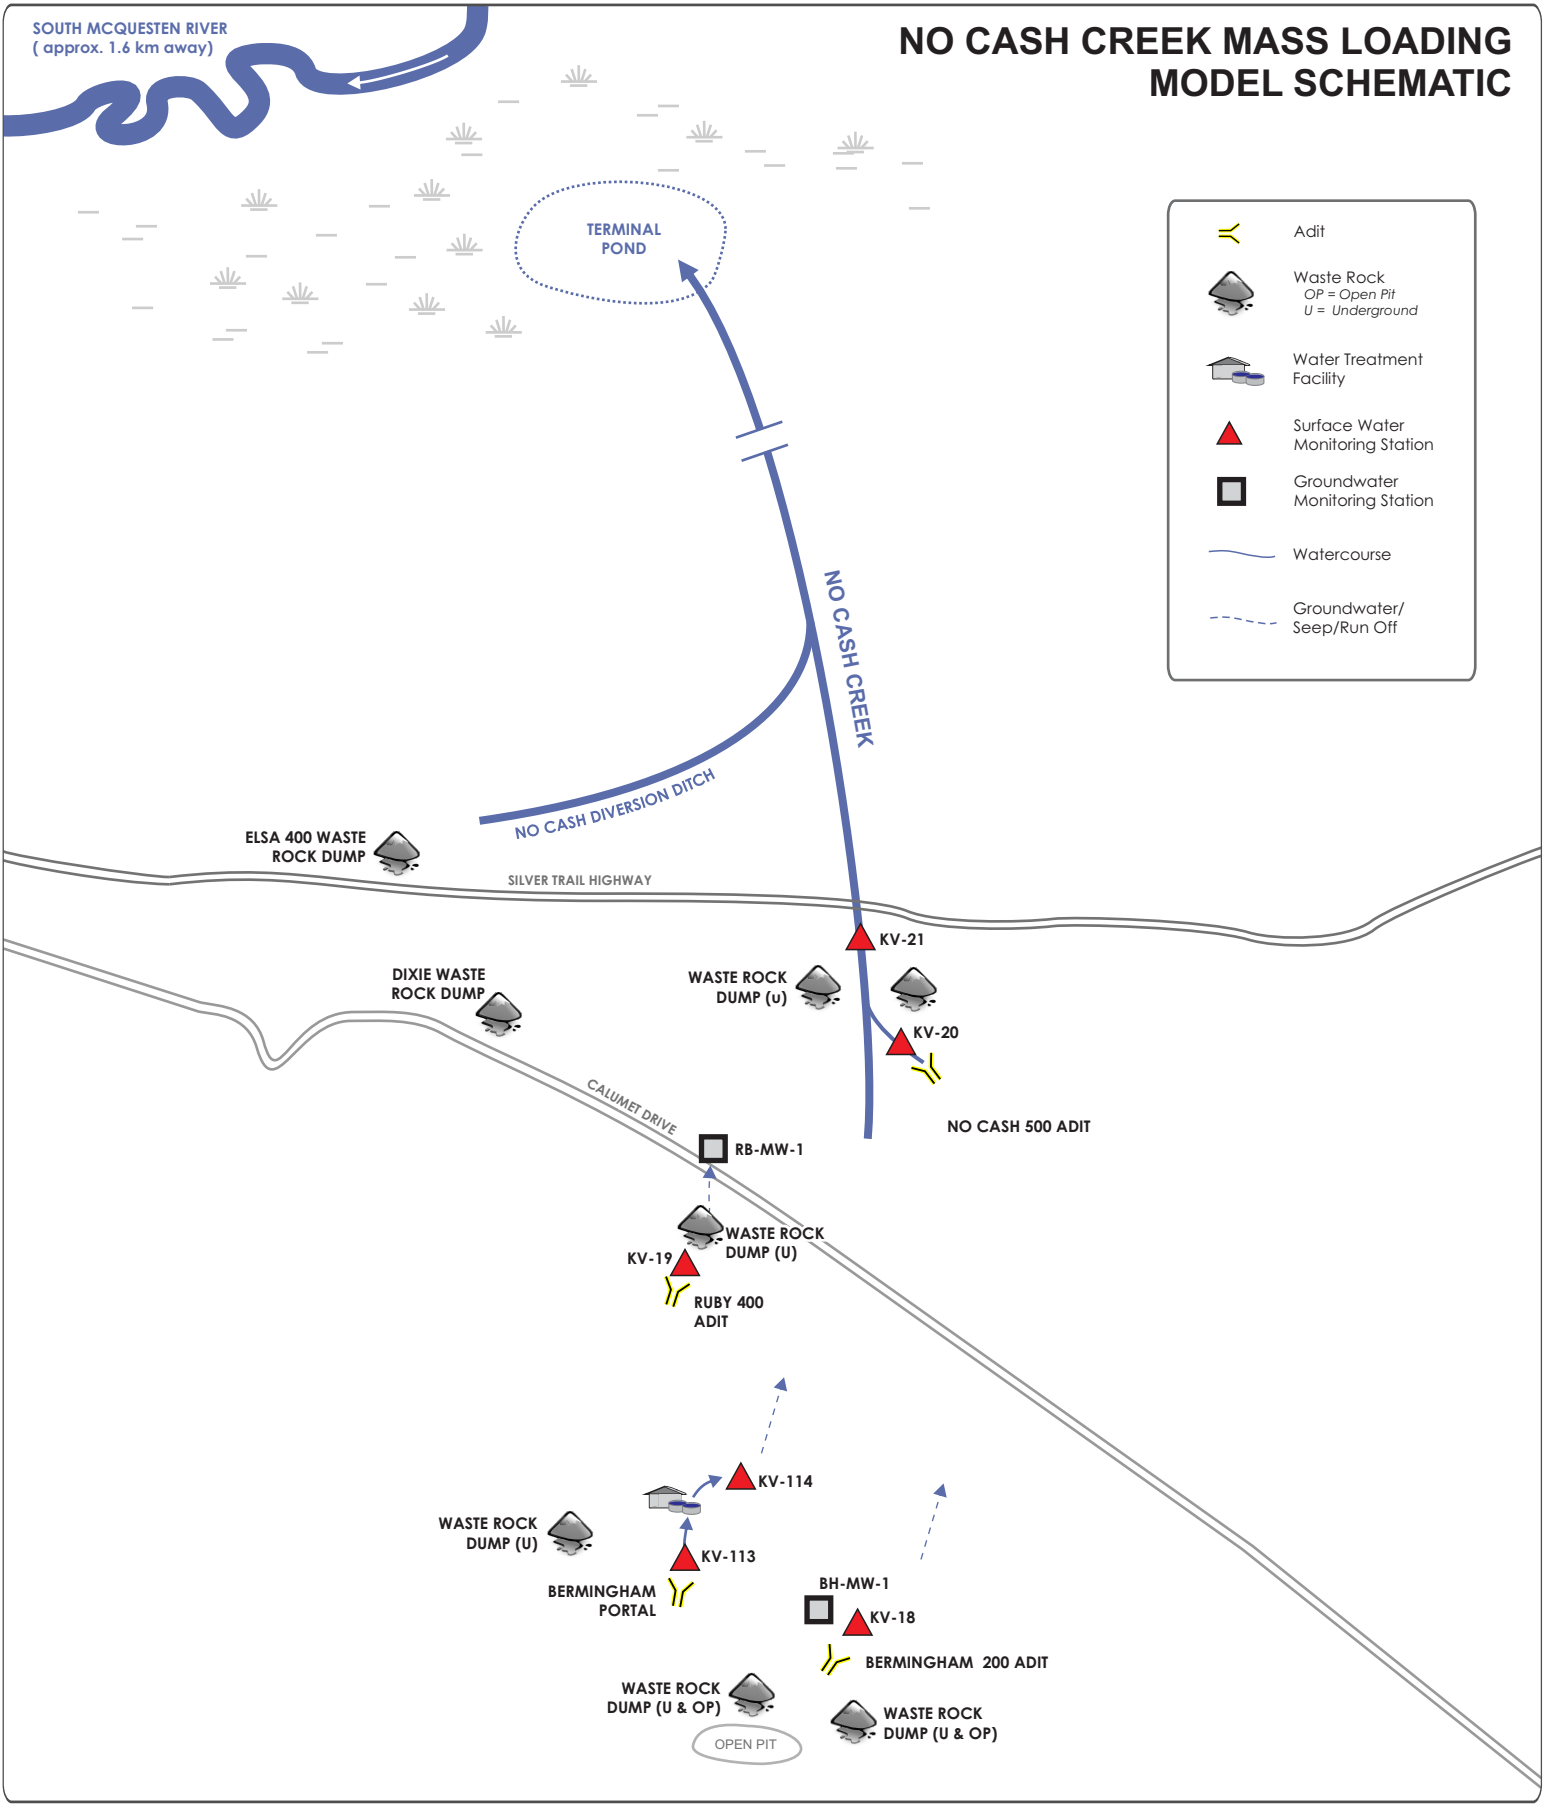 SOUTH MCQUESTEN RIVER
( approx. 1.6 km away)
NO CASH CREEK MASS LOADING
MODEL SCHEMATIC
TERMINAL
POND
Adit
Waste Rock
OP = Open Pit
U = Underground
Water Treatment
Facility
Surface Water
Monitoring Station
Groundwater
Monitoring Station
Watercourse
Groundwater/
Seep/Run Off
NO CASH CREEK
NO CASH DIVERSION DITCH
ELSA 400 WASTE
ROCK DUMP
SILVER TRAIL HIGHWAY
KV-21
DIXIE WASTE
ROCK DUMP
WASTE ROCK
DUMP (u)
KV-20
CALUMET DRIVE
NO CASH 500 ADIT
RB-MW-1
WASTE ROCK
DUMP (U)
KV-19
RUBY 400
ADIT
KV-114
WASTE ROCK
DUMP (U)
KV-113
BERMINGHAM
PORTAL
BH-MW-1
KV-18
BERMINGHAM 200 ADIT
WASTE ROCK
DUMP (U & OP)
WASTE ROCK
DUMP (U & OP)
OPEN PIT